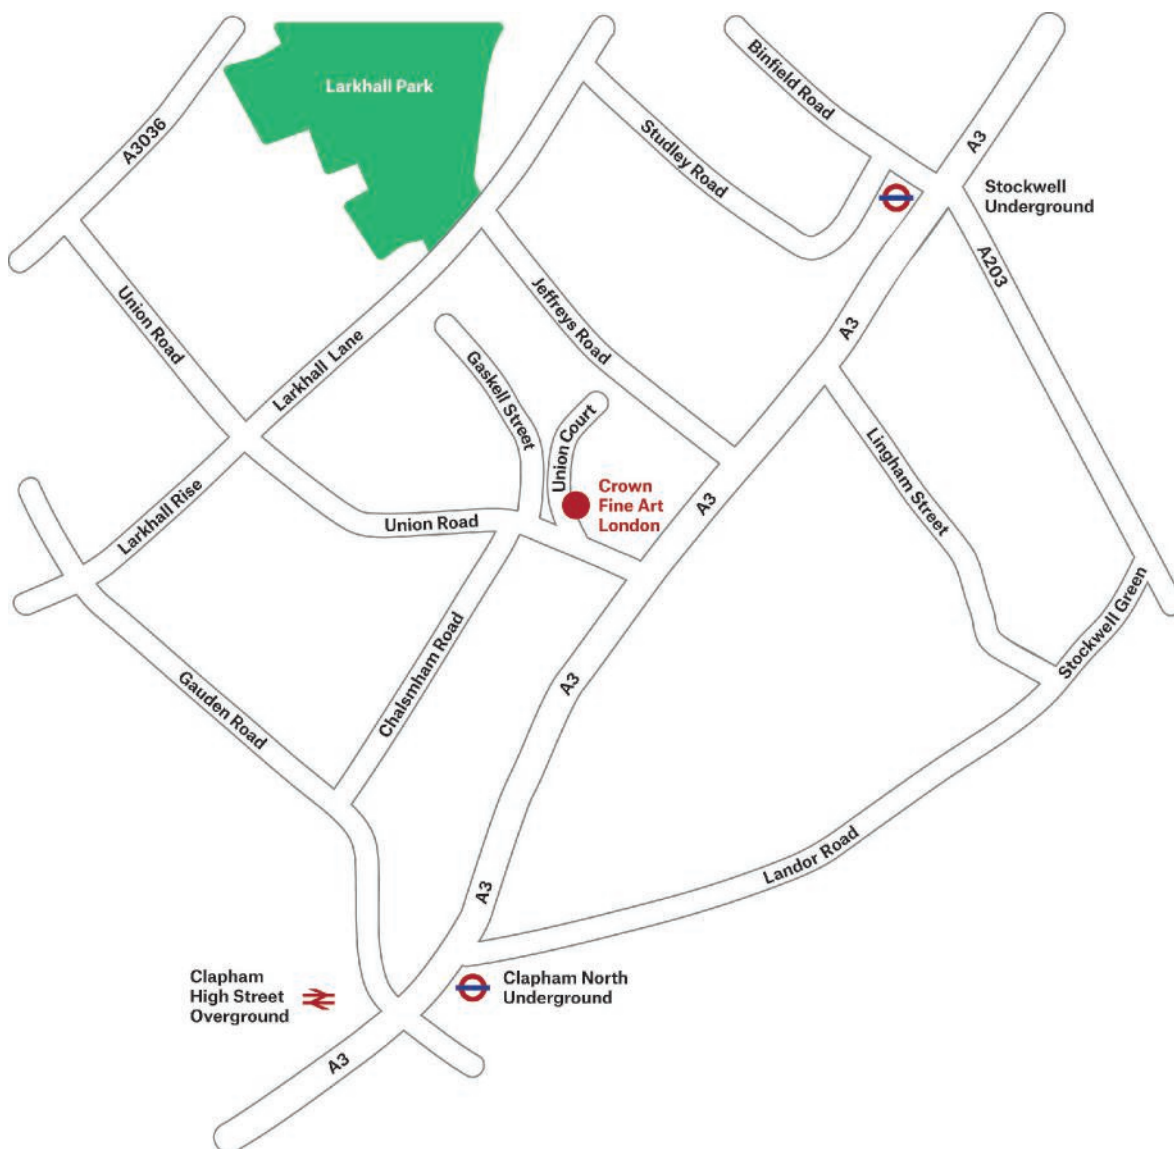 Larkhall Park
Binfield Road
A3
A3036
Studley Road
Stockwell
Underground
A203
Union Road
Jeffreys Road
A3
Larkhall Lane
Gaskell Street
Union Court
Lingham Street
Crown
Fine Art
London
A3
Larkhall Rise
Union Road
Stockwell Green
Chalsmham Road
A3
Gauden Road
Landor Road
A3
Clapham
High Street
Overground
Clapham North
Underground
A3